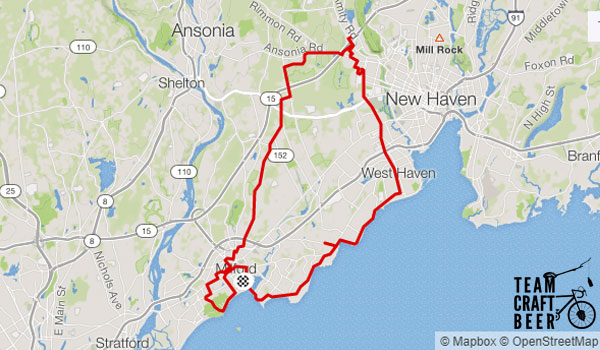 Ansonia
Rimmon Rd
Family Rd
91
Middletown
110
Ansonia Rd
Mill Rock
Foxon Rd
Shelton
110
15
New Haven
N High St
15
152
Branf
110
West Haven
25
8
8
Nichols Ave
Milford
E Main St
Stratford
TEAM
CRAFT
BEER
© Mapbox © OpenStreetMap